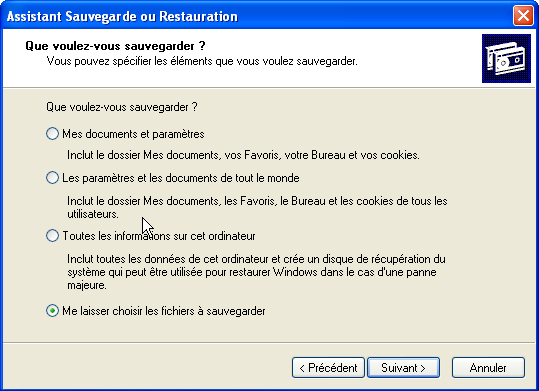 Assistant Sauvegarde ou Restauration
Que voulez-vous sauvegarder ?
Vous pouvez spécifier les éléments que vous voulez sauvegarder.
Que voulez-vous sauvegarder ?
Mes documents et paramètres
Inclut le dossier Mes documents, vos Favoris, votre Bureau et vos cookies.
Les paramètres et les documents de tout le monde
Inclut le dossier Mes documents, les Favoris, le Bureau et les cookies de tous les
utilisateurs.
Toutes les informations sur cet ordinateur
Inclut toutes les données de cet ordinateur et crée un disque de récupération du
système qui peut être utilisée pour restaurer Windows dans le cas d'une panne
majeure.
Me laisser choisir les fichiers à sauvegarder
< Précédent
Suivant >
Annuler